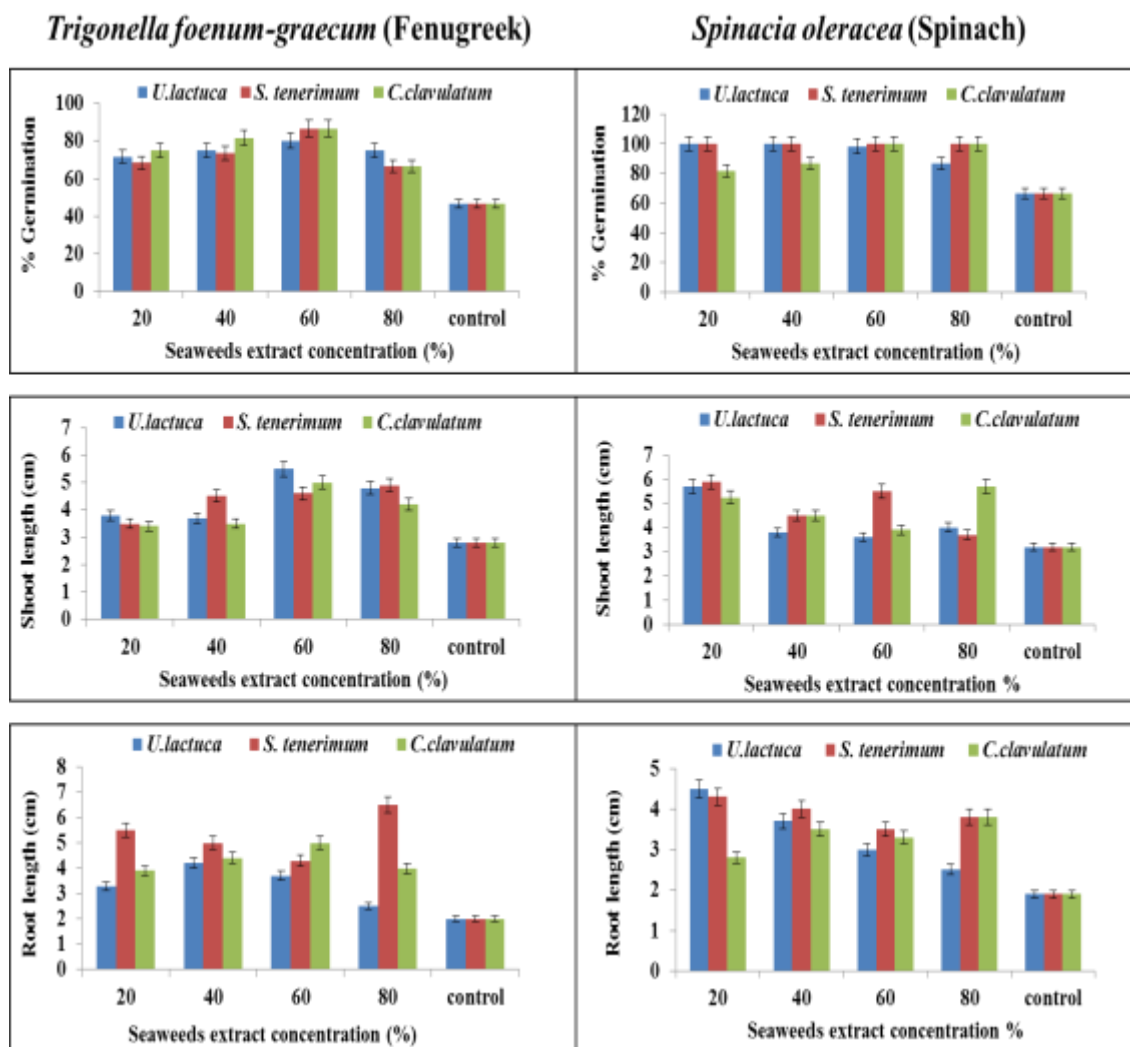 Trigonella foenum-graecum (Fenugreek)
Spinacia oleracea (Spinach)
U.lactuca S. tenerimum C.clavulatum
% Germination
100
80
60
40
20
0
20 40 60 80 control
Seaweeds extract concentration (%)
U.lactuca S. tenerimum C.clavulatum
% Germination
120
100
80
60
40
20
0
20 40 60 80 control
Seaweeds extract concentration (%)
U.lactuca S. tenerimum C.clavulatum
Shoot length (cm)
7
6
5
4
3
2
1
0
20 40 60 80 control
Seaweeds extract concentration (%)
U.lactuca S. tenerimum C.clavulatum
Shoot length (cm)
7
6
5
4
3
2
1
0
20 40 60 80 control
Seaweeds extract concentration %
U.lactuca S. tenerimum C.clavulatum
Root length (cm)
8
7
6
5
4
3
2
1
0
20 40 60 80 control
Seaweeds extract concentration (%)
U.lactuca S. tenerimum C.clavulatum
Root length (cm)
5
4
3
2
1
0
20 40 60 80 control
Seaweeds extract concentration %